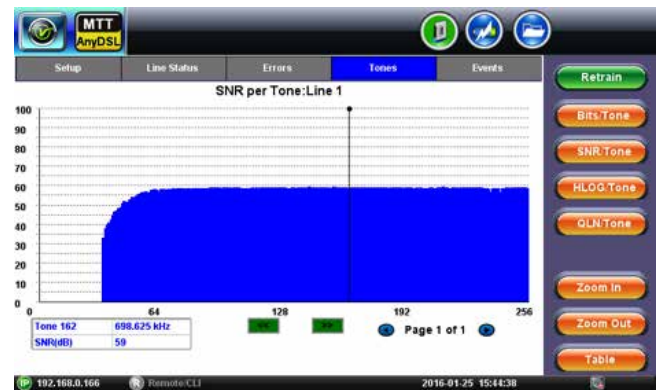 MTT
AnyDSL
Setup
Line Status
Errors
Tones
Events
SNR per Tone:Line 1
100
90
80
70
60
50
40
30
20
10
0
0
64
128
192
256
Tone 162
698.625 kHz
SNR(dB)
59
<<
>>
Page 1 of 1
Retrain
Bits/Tone
SNR/Tone
HLOG/Tone
QLN/Tone
Zoom In
Zoom Out
Table
IP 192.168.0.166
R Remote:CLI
2016-01-25 15:44:38